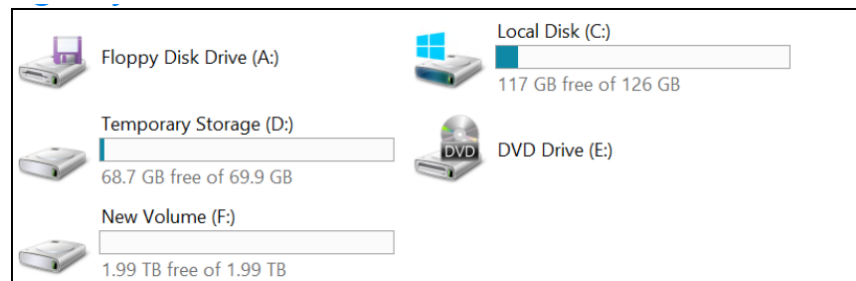 Floppy Disk Drive (A:)
Local Disk (C:)
117 GB free of 126 GB
Temporary Storage (D:)
68.7 GB free of 69.9 GB
DVD
DVD Drive (E:)
New Volume (F:)
1.99 TB free of 1.99 TB